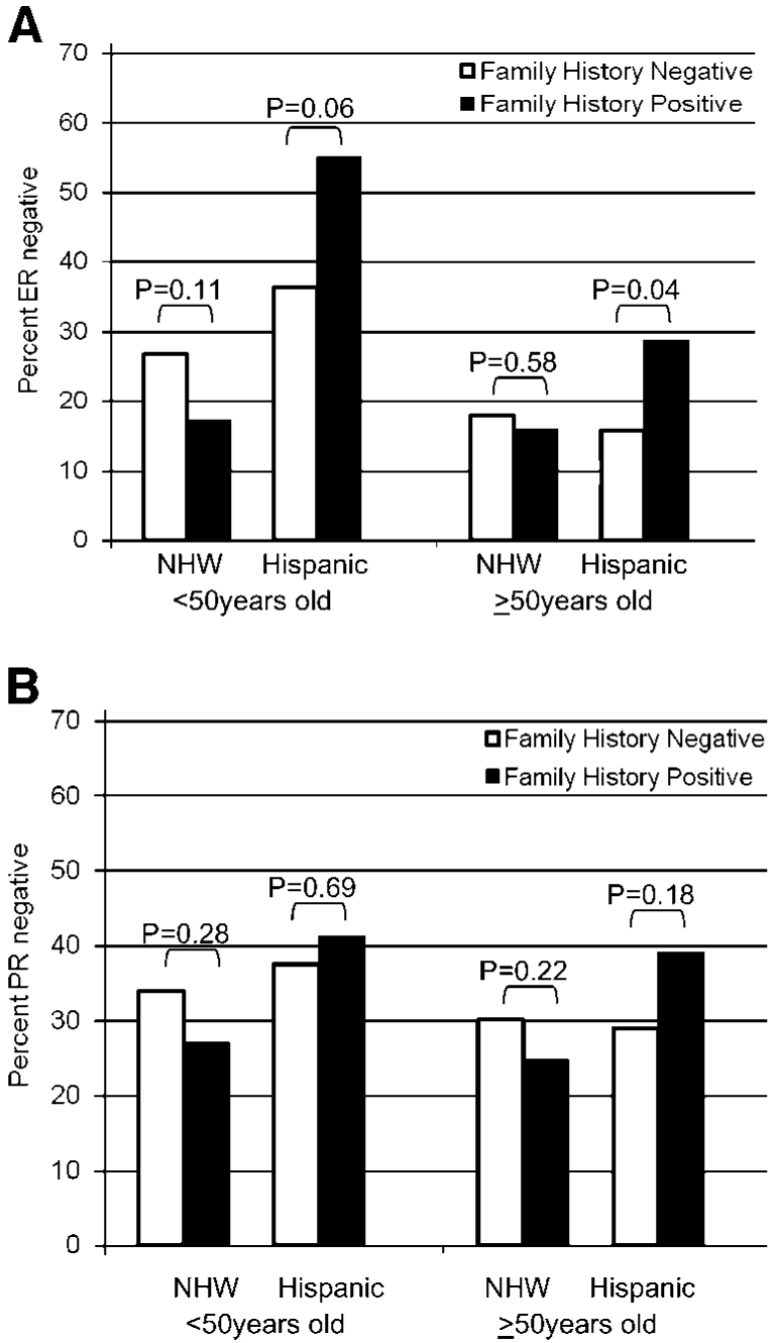 A
70
Family History Negative
Family History Positive
P=0.06
60
50
40
P=0.11
P=0.04
30
P=0.58
20
10
0
Percent ER negative
NHW Hispanic NHW Hispanic
<50years old ≥50years old
B
70
Family History Negative
Family History Positive
60
50
P=0.69
P=0.18
P=0.28
40
P=0.22
30
20
10
0
Percent PR negative
NHW Hispanic NHW Hispanic
<50years old ≥50years old